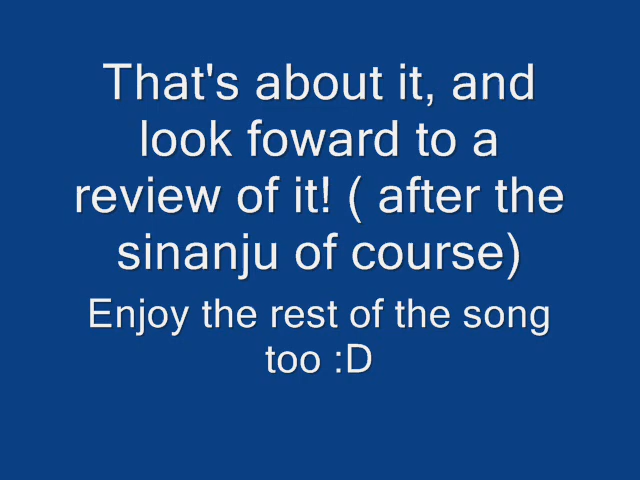 That's about it, and
look foward to a
review of it! ( after the
sinanju of course)
Enjoy the rest of the song
too :D